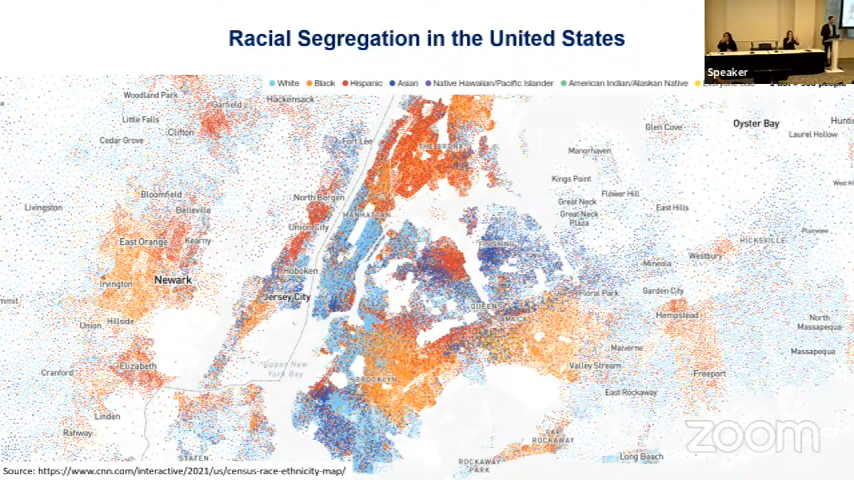 Racial Segregation in the United States
Speaker
White
Black
Hispanic
Asian
Native Hawaiian/Pacific Islander
American Indian/Alaskan Native
Woodland Park
Garfield
Hackensack
Little Falls
Clifton
Cedar Grove
Fort Lee
THE BRONX
Glen Cove
Oyster Bay
Laurel Hollow
Manorhaven
Kings Point
Livingston
Bloomfield
Belleville
North Bergen
MANHATTAN
Great Neck
Flower Hill
Great Neck
Plaza
East Hills
East Orange
Kearny
Union City
FLUSHING
HICKSVILLE
Plainview
Westbury
Newark
Hoboken
Mineola
Irvington
Jersey City
Floral Park
Garden City
Union
Hillside
QUEENS
JAMAICA
Hempstead
North
Massapequa
Malverne
Massapequa
Cranford
Elizabeth
Upper New
York Bay
BROOKLYN
Valley Stream
Freeport
East Rockaway
Linden
Rahway
FAR
ROCKAWAY
zoom
STATEN
ROCKAWAY
PARK
Long Beach
Source: https://www.cnn.com/interactive/2021/us/census-race-ethnicity-map/